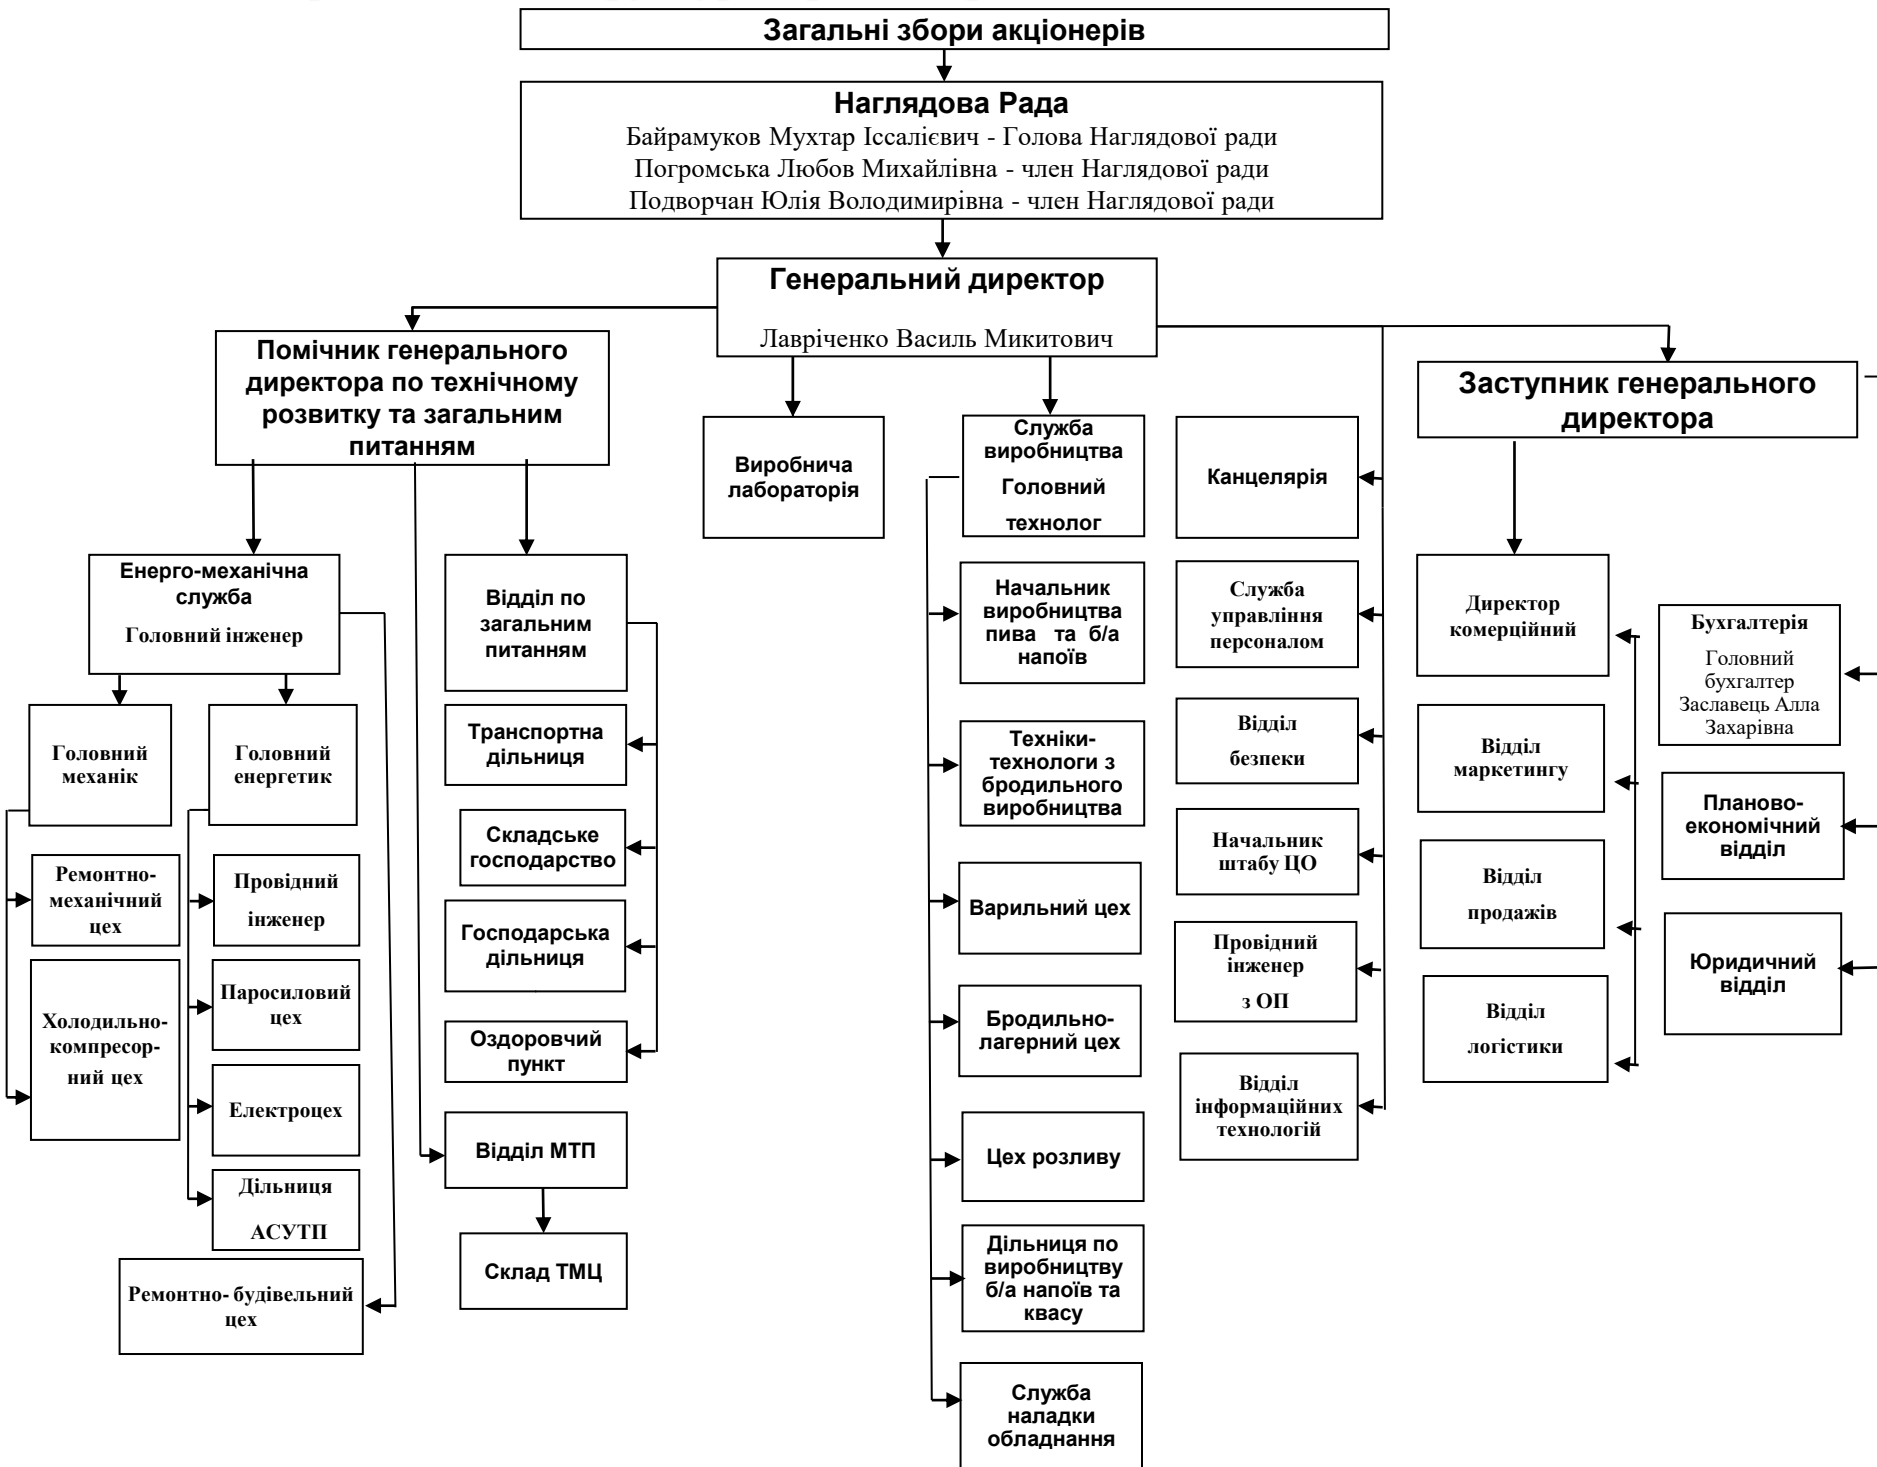 Загальні збори акціонерів
Наглядова Рада
Байрамуков Мухтар Іссалієвич - Голова Наглядової ради
Погромська Любов Михайлівна - член Наглядової ради
Подворчан Юлія Володимирівна - член Наглядової ради
Генеральний директор
Лавріченко Василь Микитович
Помічник генерального
директора по технічному
розвитку та загальним
питанням
Заступник генерального
директора
Виробнича
лабораторія
Служба
виробництва
Головний
технолог
Канцелярія
Енерго-механічна
служба
Головний інженер
Відділ по
загальним
питанням
Начальник
виробництва
пива та б/а
напоїв
Служба
управління
персоналом
Директор
комерційний
Бухгалтерія
Головний
бухгалтер
Заславець Алла
Захарівна
Головний
механік
Головний
енергетик
Транспортна
дільниця
Техніки-
технологи з
бродильного
виробництва
Відділ
безпеки
Відділ
маркетингу
Планово-
економічний
відділ
Складське
господарство
Начальник
штабу ЦО
Ремонтно-
механічний
цех
Провідний
інженер
Господарська
дільниця
Варильний цех
Провідний
інженер
з ОП
Відділ
продажів
Юридичний
відділ
Холодильно-
компресор-
ний цех
Паросиловий
цех
Оздоровчий
пункт
Бродильно-
лагерний цех
Відділ
інформаційних
технологій
Відділ
логістики
Електроцех
Відділ МТП
Цех розливу
Дільниця
АСУТП
Склад ТМЦ
Дільниця по
виробництву
б/а напоїв та
квасу
Ремонтно- будівельний
цех
Служба
наладки
обладнання